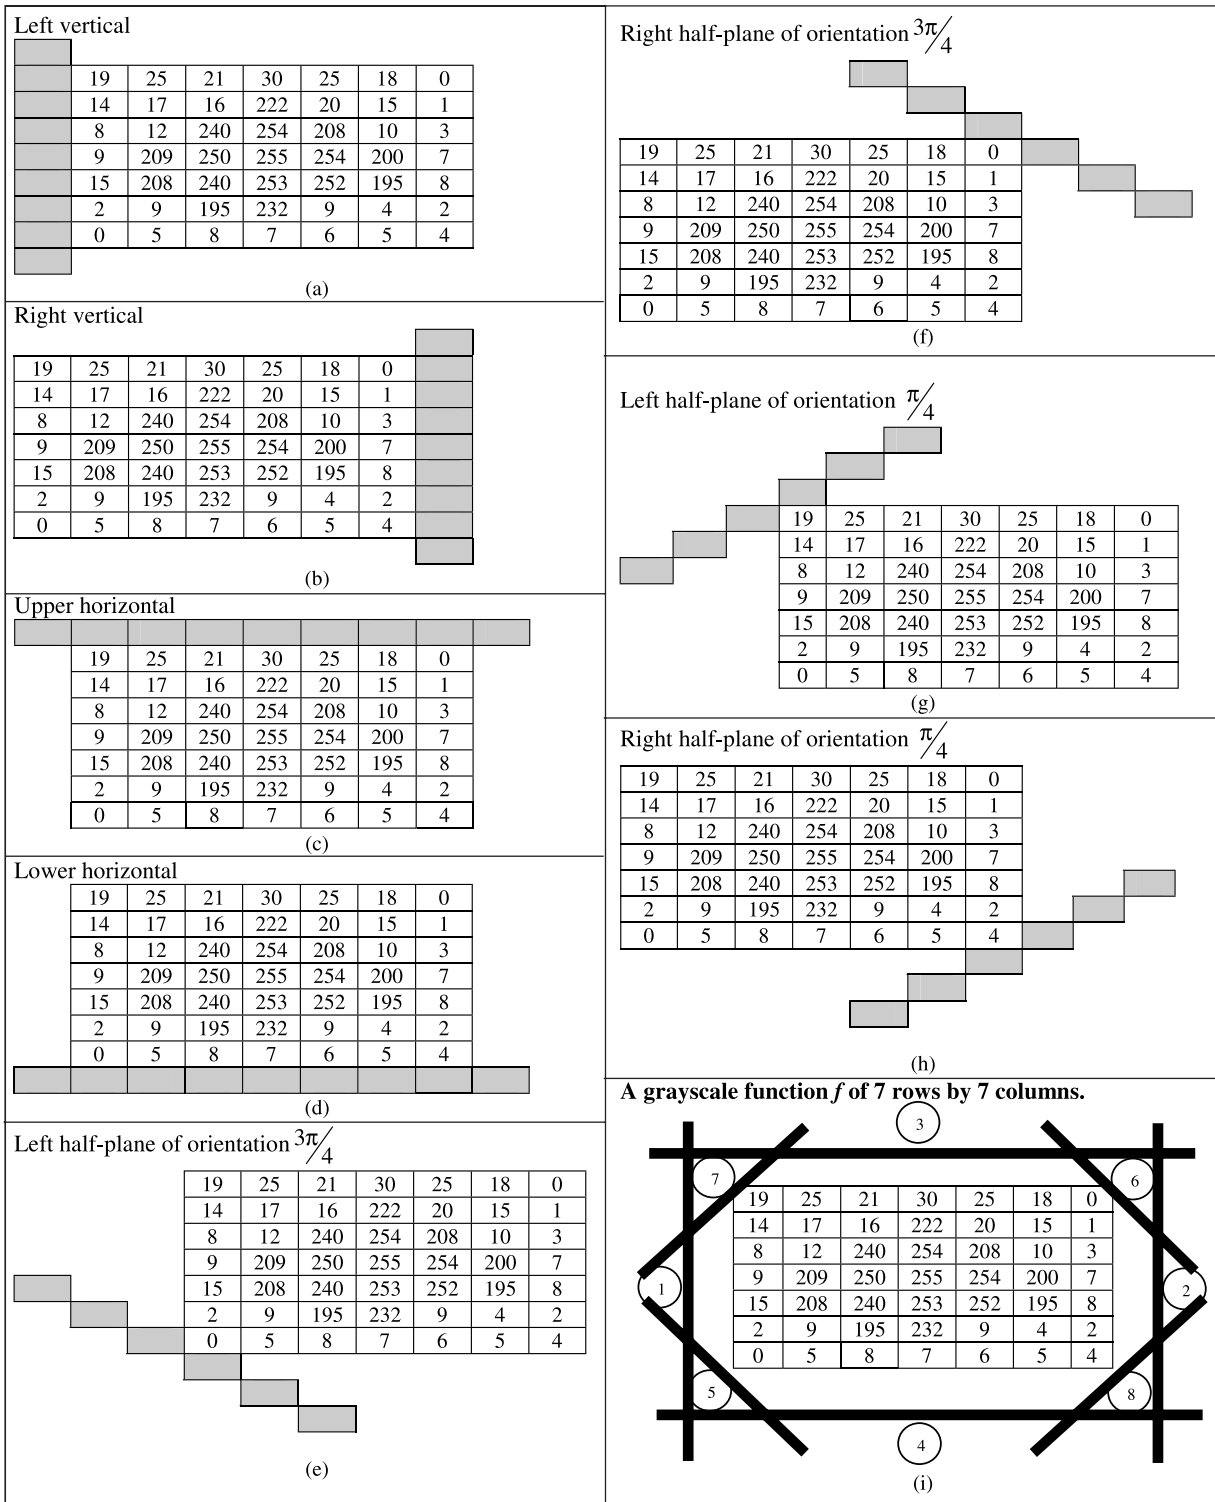 Left vertical
19 25 21 30 25 18 0
14 17 16 222 20 15 1
8 12 240 254 208 10 3
9 209 250 255 254 200 7
15 208 240 253 252 195 8
2 9 195 232 9 4 2
0 5 8 7 6 5 4
(a)
Right vertical
19 25 21 30 25 18 0
14 17 16 222 20 15 1
8 12 240 254 208 10 3
9 209 250 255 254 200 7
15 208 240 253 252 195 8
2 9 195 232 9 4 2
0 5 8 7 6 5 4
(b)
Upper horizontal
19 25 21 30 25 18 0
14 17 16 222 20 15 1
8 12 240 254 208 10 3
9 209 250 255 254 200 7
15 208 240 253 252 195 8
2 9 195 232 9 4 2
0 5 8 7 6 5 4
(c)
Lower horizontal
19 25 21 30 25 18 0
14 17 16 222 20 15 1
8 12 240 254 208 10 3
9 209 250 255 254 200 7
15 208 240 253 252 195 8
2 9 195 232 9 4 2
0 5 8 7 6 5 4
(d)
Left half-plane of orientation 3π/4
19 25 21 30 25 18 0
14 17 16 222 20 15 1
8 12 240 254 208 10 3
9 209 250 255 254 200 7
15 208 240 253 252 195 8
2 9 195 232 9 4 2
0 5 8 7 6 5 4
(e)
Right half-plane of orientation 3π/4
19 25 21 30 25 18 0
14 17 16 222 20 15 1
8 12 240 254 208 10 3
9 209 250 255 254 200 7
15 208 240 253 252 195 8
2 9 195 232 9 4 2
0 5 8 7 6 5 4
(f)
Left half-plane of orientation π/4
19 25 21 30 25 18 0
14 17 16 222 20 15 1
8 12 240 254 208 10 3
9 209 250 255 254 200 7
15 208 240 253 252 195 8
2 9 195 232 9 4 2
0 5 8 7 6 5 4
(g)
Right half-plane of orientation π/4
19 25 21 30 25 18 0
14 17 16 222 20 15 1
8 12 240 254 208 10 3
9 209 250 255 254 200 7
15 208 240 253 252 195 8
2 9 195 232 9 4 2
0 5 8 7 6 5 4
(h)
A grayscale function f of 7 rows by 7 columns.
3
7 6
19 25 21 30 25 18 0
14 17 16 222 20 15 1
8 12 240 254 208 10 3
1 9 209 250 255 254 200 7 2
15 208 240 253 252 195 8
2 9 195 232 9 4 2
0 5 8 7 6 5 4
5 8
4
(i)